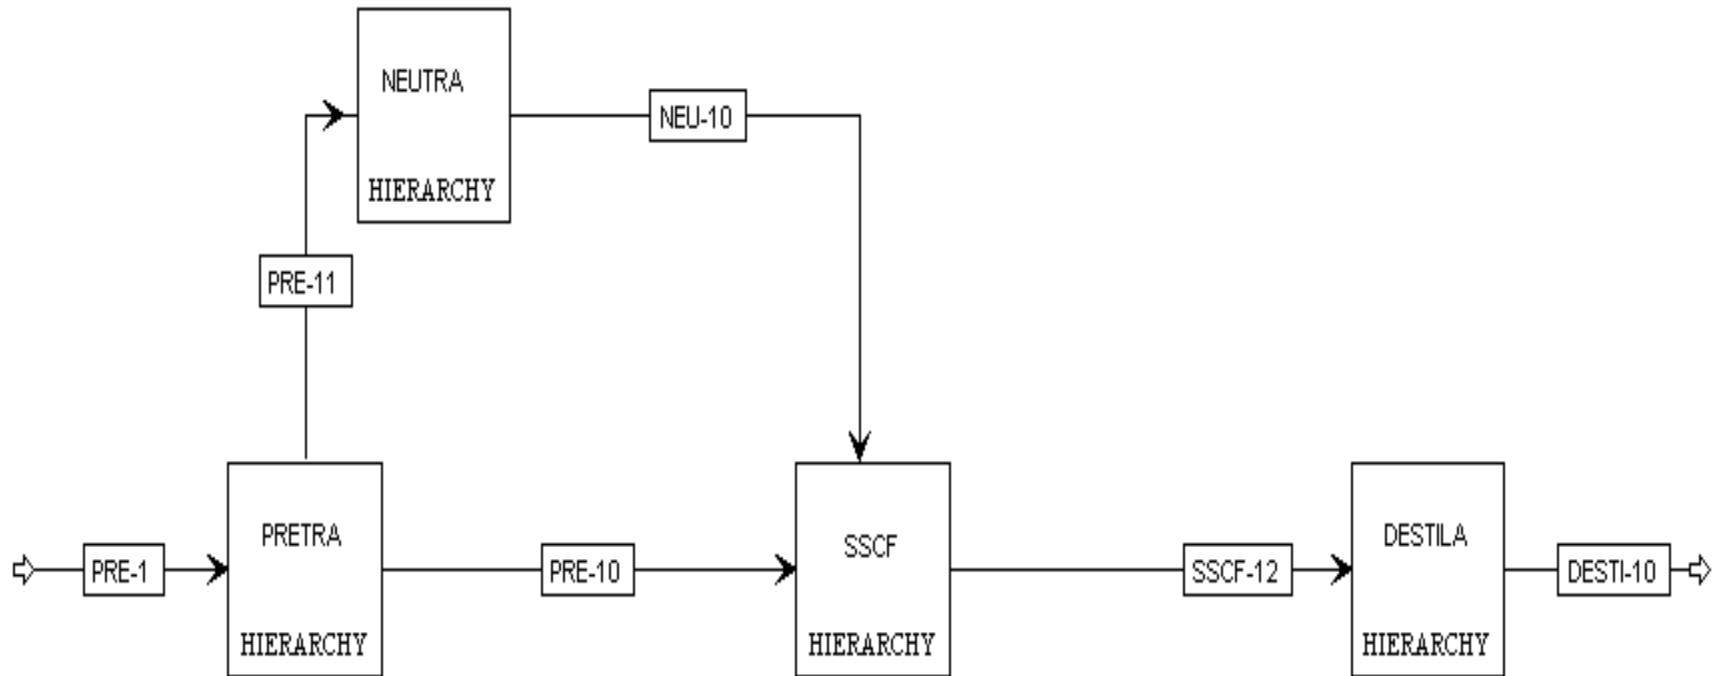 NEUTRA
HIERARCHY
NEU-10
PRE-11
PRE-1
PRETRA
HIERARCHY
PRE-10
SSCF
HIERARCHY
SSCF-12
DESTILA
HIERARCHY
DESTI-10